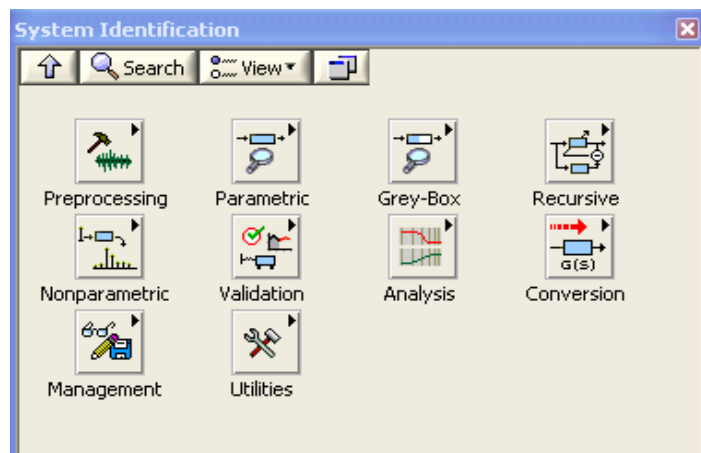 System Identification
Search View
Preprocessing Parametric Grey-Box Recursive
G(s)
Nonparametric Validation Analysis Conversion
Management Utilities